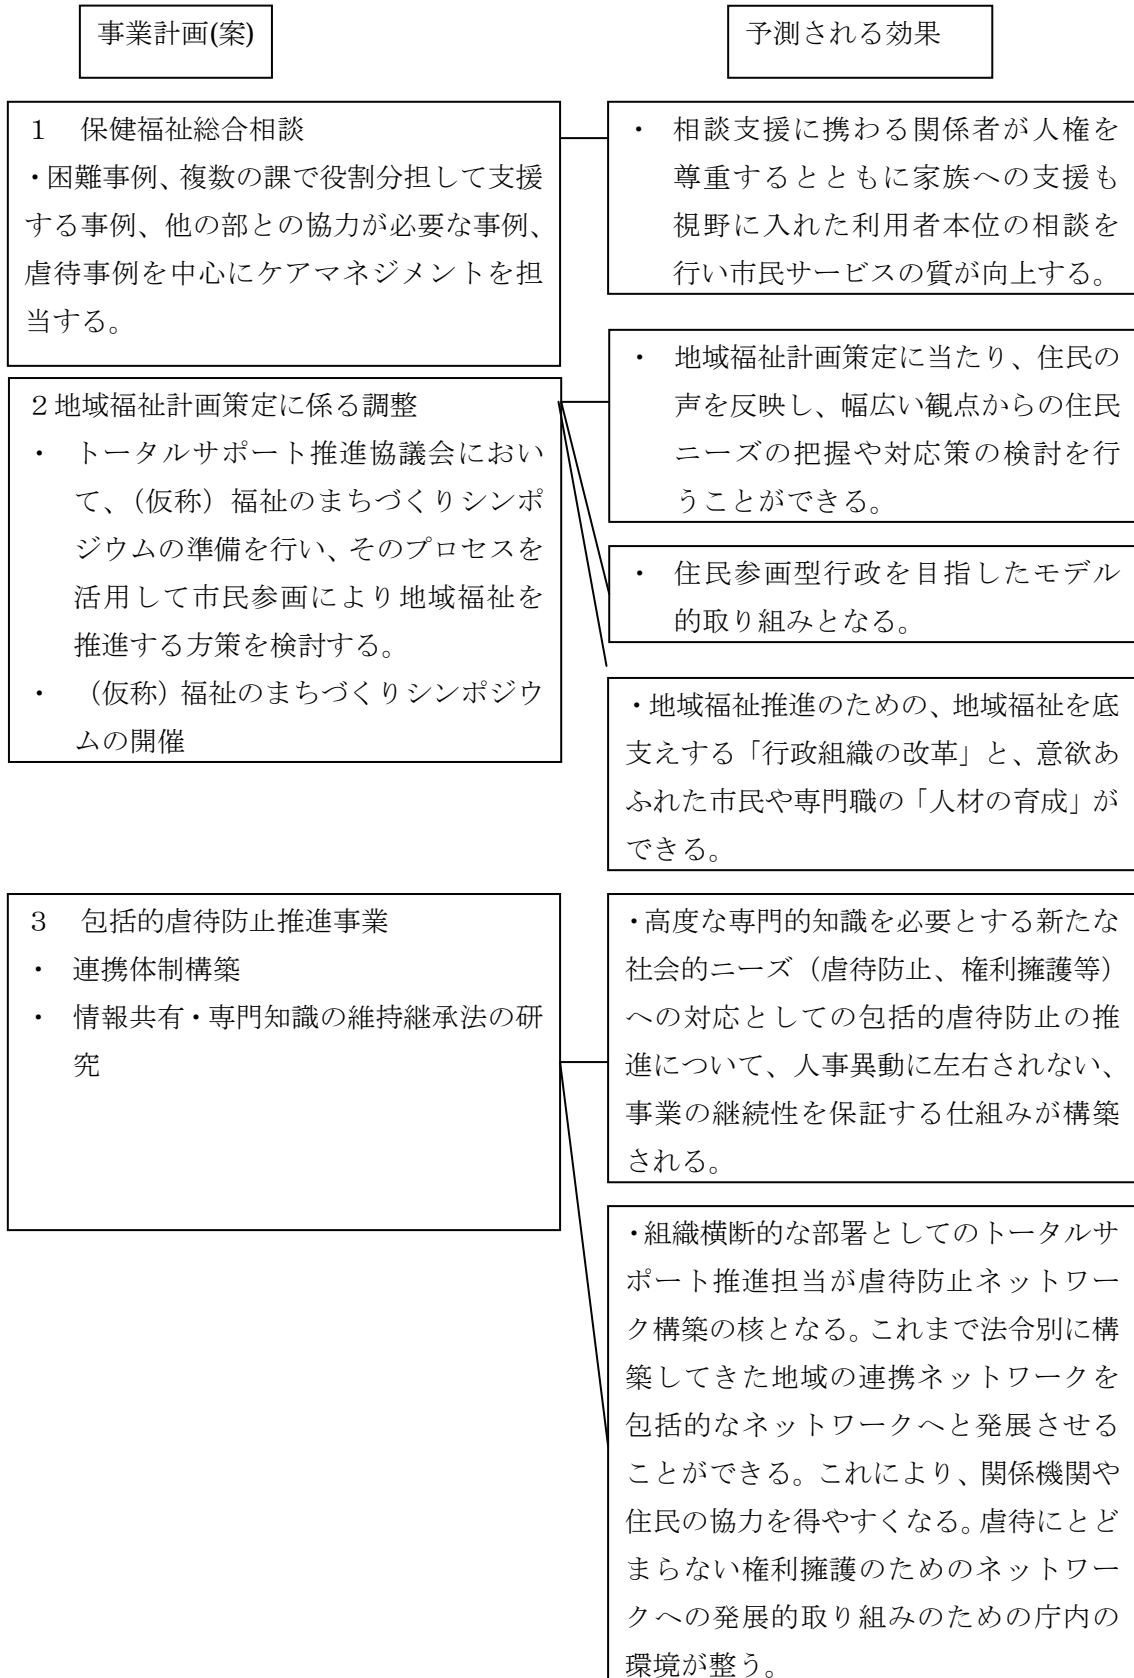 事業計画(案)
予測される効果
１　保健福祉総合相談
・困難事例、複数の課で役割分担して支援
する事例、他の部との協力が必要な事例、
虐待事例を中心にケアマネジメントを担
当する。
・　相談支援に携わる関係者が人権を
尊重するとともに家族への支援も
視野に入れた利用者本位の相談を
行い市民サービスの質が向上する。
２地域福祉計画策定に係る調整
・　トータルサポート推進協議会におい
て、（仮称）福祉のまちづくりシンポ
ジウムの準備を行い、そのプロセスを
活用して市民参画により地域福祉を
推進する方策を検討する。
・　（仮称）福祉のまちづくりシンポジウ
ムの開催
・　地域福祉計画策定に当たり、住民の
声を反映し、幅広い観点からの住民
ニーズの把握や対応策の検討を行
うことができる。
・　住民参画型行政を目指したモデル
的取り組みとなる。
・地域福祉推進のための、地域福祉を底
支えする「行政組織の改革」と、意欲あ
ふれた市民や専門職の「人材の育成」が
できる。
３　包括的虐待防止推進事業
・　連携体制構築
・　情報共有・専門知識の維持継承法の研
究
・高度な専門的知識を必要とする新たな
社会的ニーズ（虐待防止、権利擁護等）
への対応としての包括的虐待防止の推
進について、人事異動に左右されない、
事業の継続性を保証する仕組みが構築
される。
・組織横断的な部署としてのトータルサ
ポート推進担当が虐待防止ネットワー
ク構築の核となる。これまで法令別に構
築してきた地域の連携ネットワークを
包括的なネットワークへと発展させる
ことができる。これにより、関係機関や
住民の協力を得やすくなる。虐待にとど
まらない権利擁護のためのネットワー
クへの発展的取り組みのための庁内の
環境が整う。